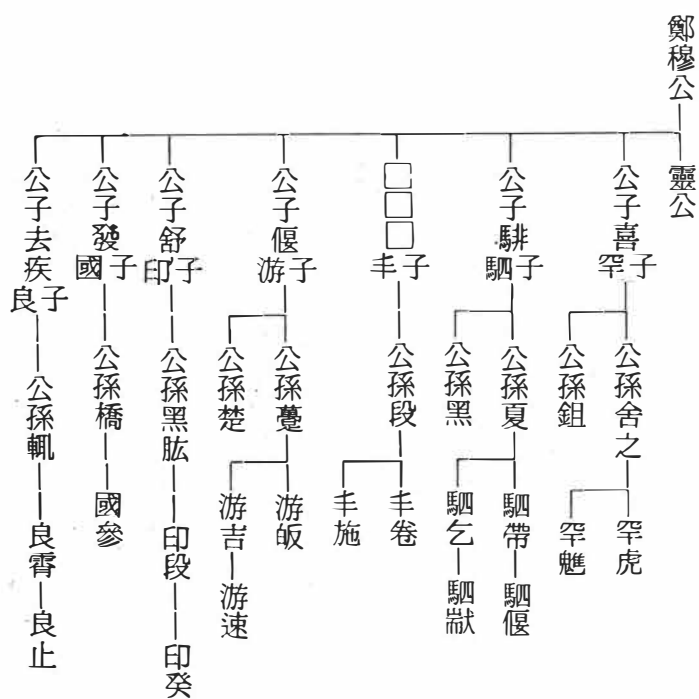 鄭穆公
靈公
公子喜
子罕
公孫舍之
罕虎
罕魋
公孫鉏
公子騑
子駟
公孫夏
駟帶
駟偃
駟乞
駟歂
公孫黑
□□□
子丰
公孫段
丰卷
丰施
公子偃
子游
公孫蠆
游皈
游吉
游速
公孫楚
公子舒
子印
公孫黑肱
印段
印癸
公子發
子國
公孫橋
國參
公子去疾
子良
公孫輒
良霄
良止